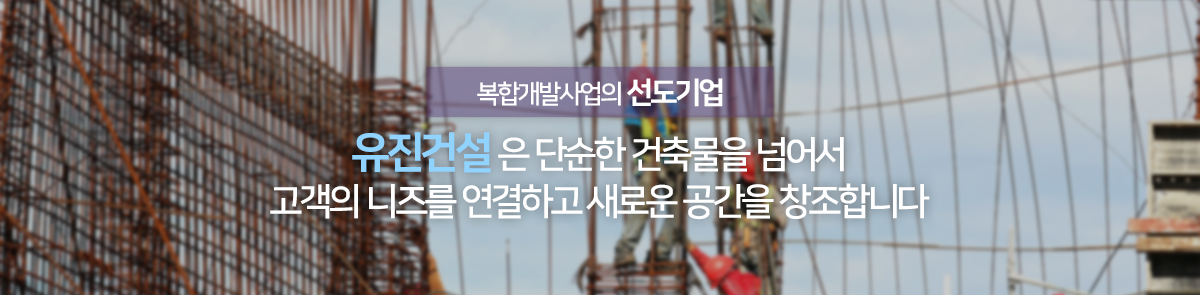 복합개발사업의 선도기업
유진건설 은 단순한 건축물을 넘어서
고객의 니즈를 연결하고 새로운 공간을 창조합니다